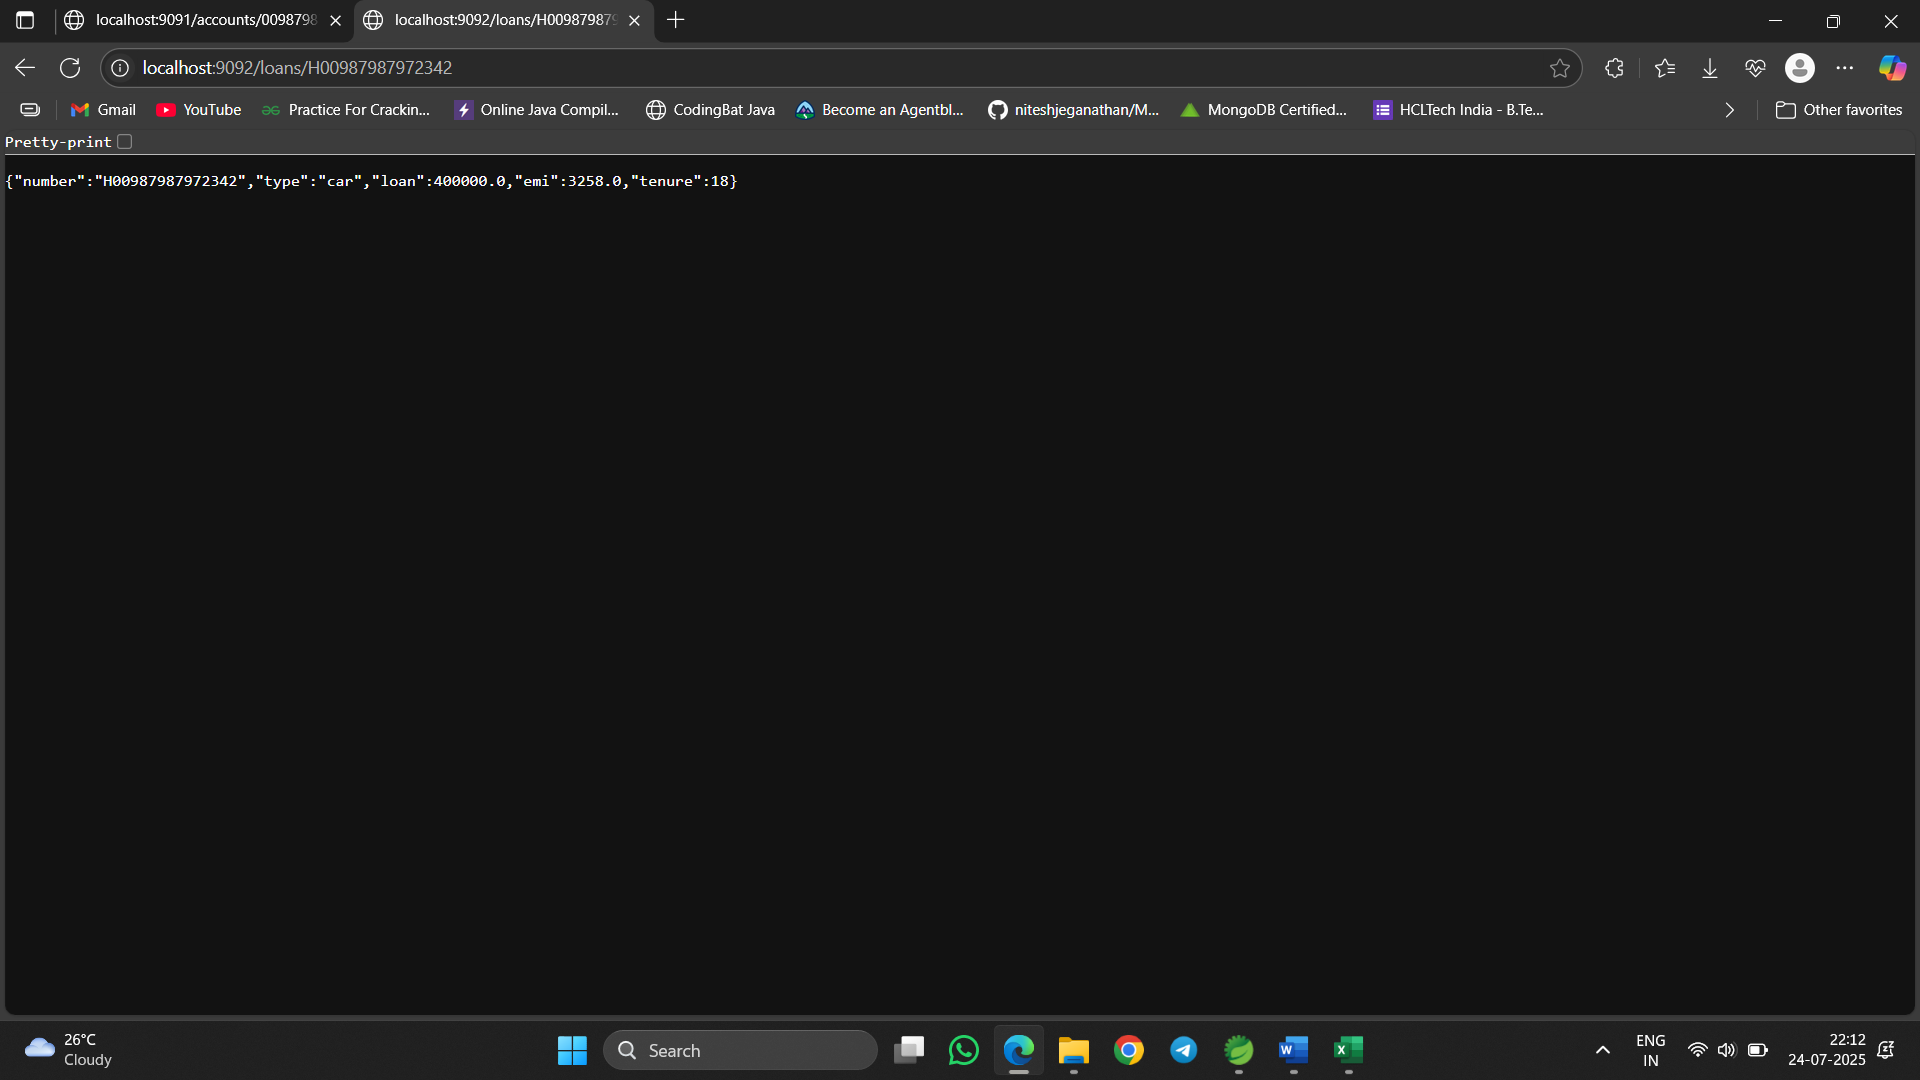 localhost:9091/accounts/0098798
localhost:9092/loans/H00987987
localhost:9092/loans/H00987987972342
Gmail
YouTube
Practice For Crackin...
Online Java Compil...
CodingBat Java
Become an Agentbl...
niteshjeganathan/M...
MongoDB Certified...
HCLTech India - B.Te...
Other favorites
Pretty-print
{"number":"H00987987972342","type":"car","loan":400000.0,"emi":3258.0,"tenure":18}
26°C
Cloudy
Search
ENG
IN
22:12
24-07-2025